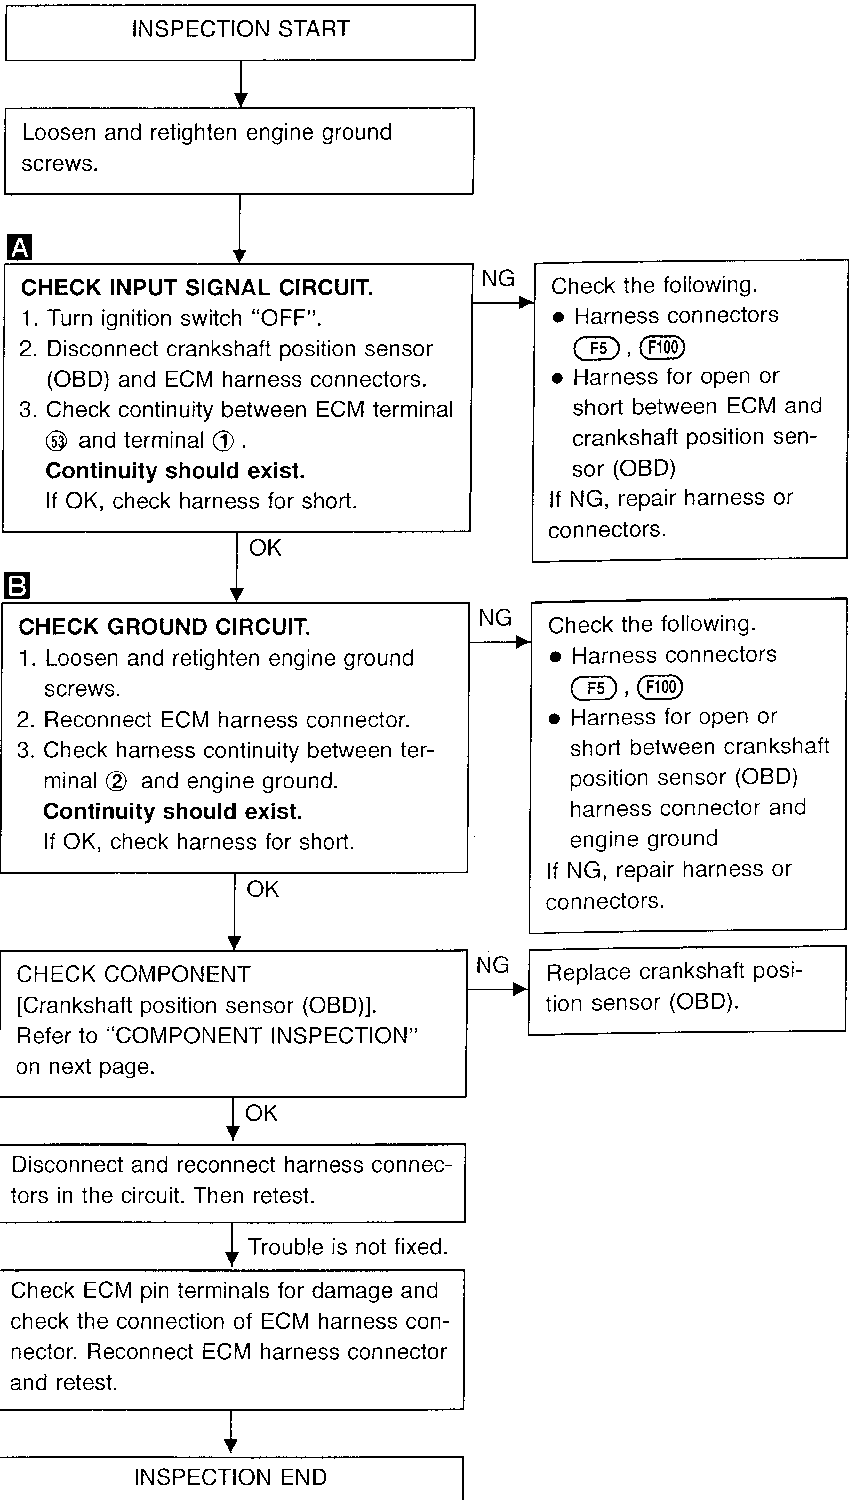 INSPECTION START
Loosen and retighten engine ground
screws.
A
CHECK INPUT SIGNAL CIRCUIT.
1. Turn ignition switch “OFF”.
2. Disconnect crankshaft position sensor
(OBD) and ECM harness connectors.
3. Check continuity between ECM terminal
53 and terminal 1 .
Continuity should exist.
If OK, check harness for short.
NG
Check the following.
● Harness connectors
F5 , F100
● Harness for open or
short between ECM and
crankshaft position sen-
sor (OBD)
If NG, repair harness or
connectors.
OK
B
CHECK GROUND CIRCUIT.
1. Loosen and retighten engine ground
screws.
2. Reconnect ECM harness connector.
3. Check harness continuity between ter-
minal 2 and engine ground.
Continuity should exist.
If OK, check harness for short.
NG
Check the following.
● Harness connectors
F5 , F100
● Harness for open or
short between crankshaft
position sensor (OBD)
harness connector and
engine ground
If NG, repair harness or
connectors.
OK
CHECK COMPONENT
[Crankshaft position sensor (OBD)].
Refer to “COMPONENT INSPECTION”
on next page.
NG
Replace crankshaft posi-
tion sensor (OBD).
OK
Disconnect and reconnect harness connec-
tors in the circuit. Then retest.
Trouble is not fixed.
Check ECM pin terminals for damage and
check the connection of ECM harness con-
nector. Reconnect ECM harness connector
and retest.
INSPECTION END